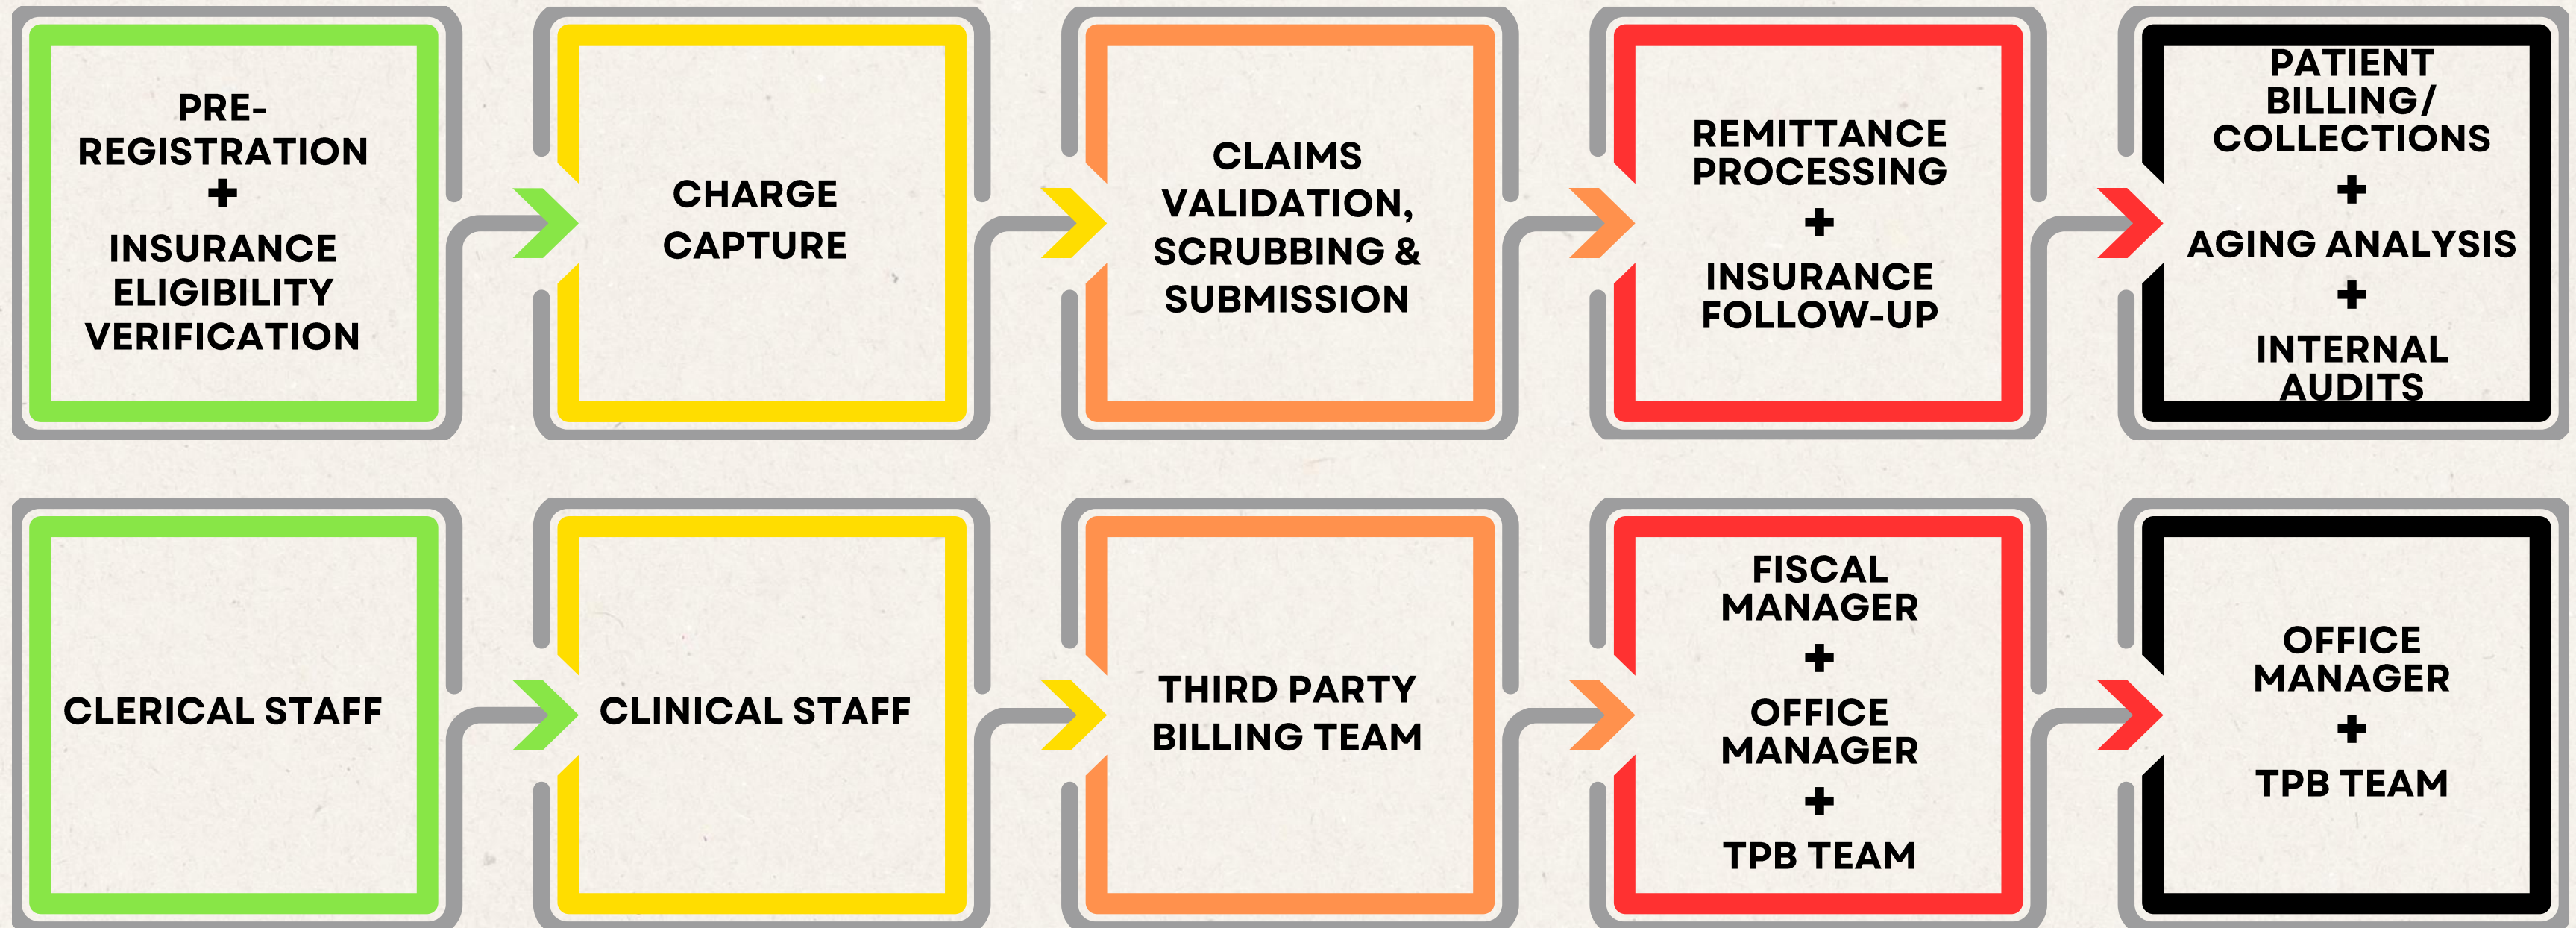 PRE-
REGISTRATION
+
INSURANCE
ELIGIBILITY
VERIFICATION
CHARGE
CAPTURE
CLAIMS
VALIDATION,
SCRUBBING &
SUBMISSION
REMITTANCE
PROCESSING
+
INSURANCE
FOLLOW-UP
PATIENT
BILLING/
COLLECTIONS
+
AGING ANALYSIS
+
INTERNAL
AUDITS
CLERICAL STAFF
CLINICAL STAFF
THIRD PARTY
BILLING TEAM
FISCAL
MANAGER
+
OFFICE
MANAGER
+
TPB TEAM
OFFICE
MANAGER
+
TPB TEAM